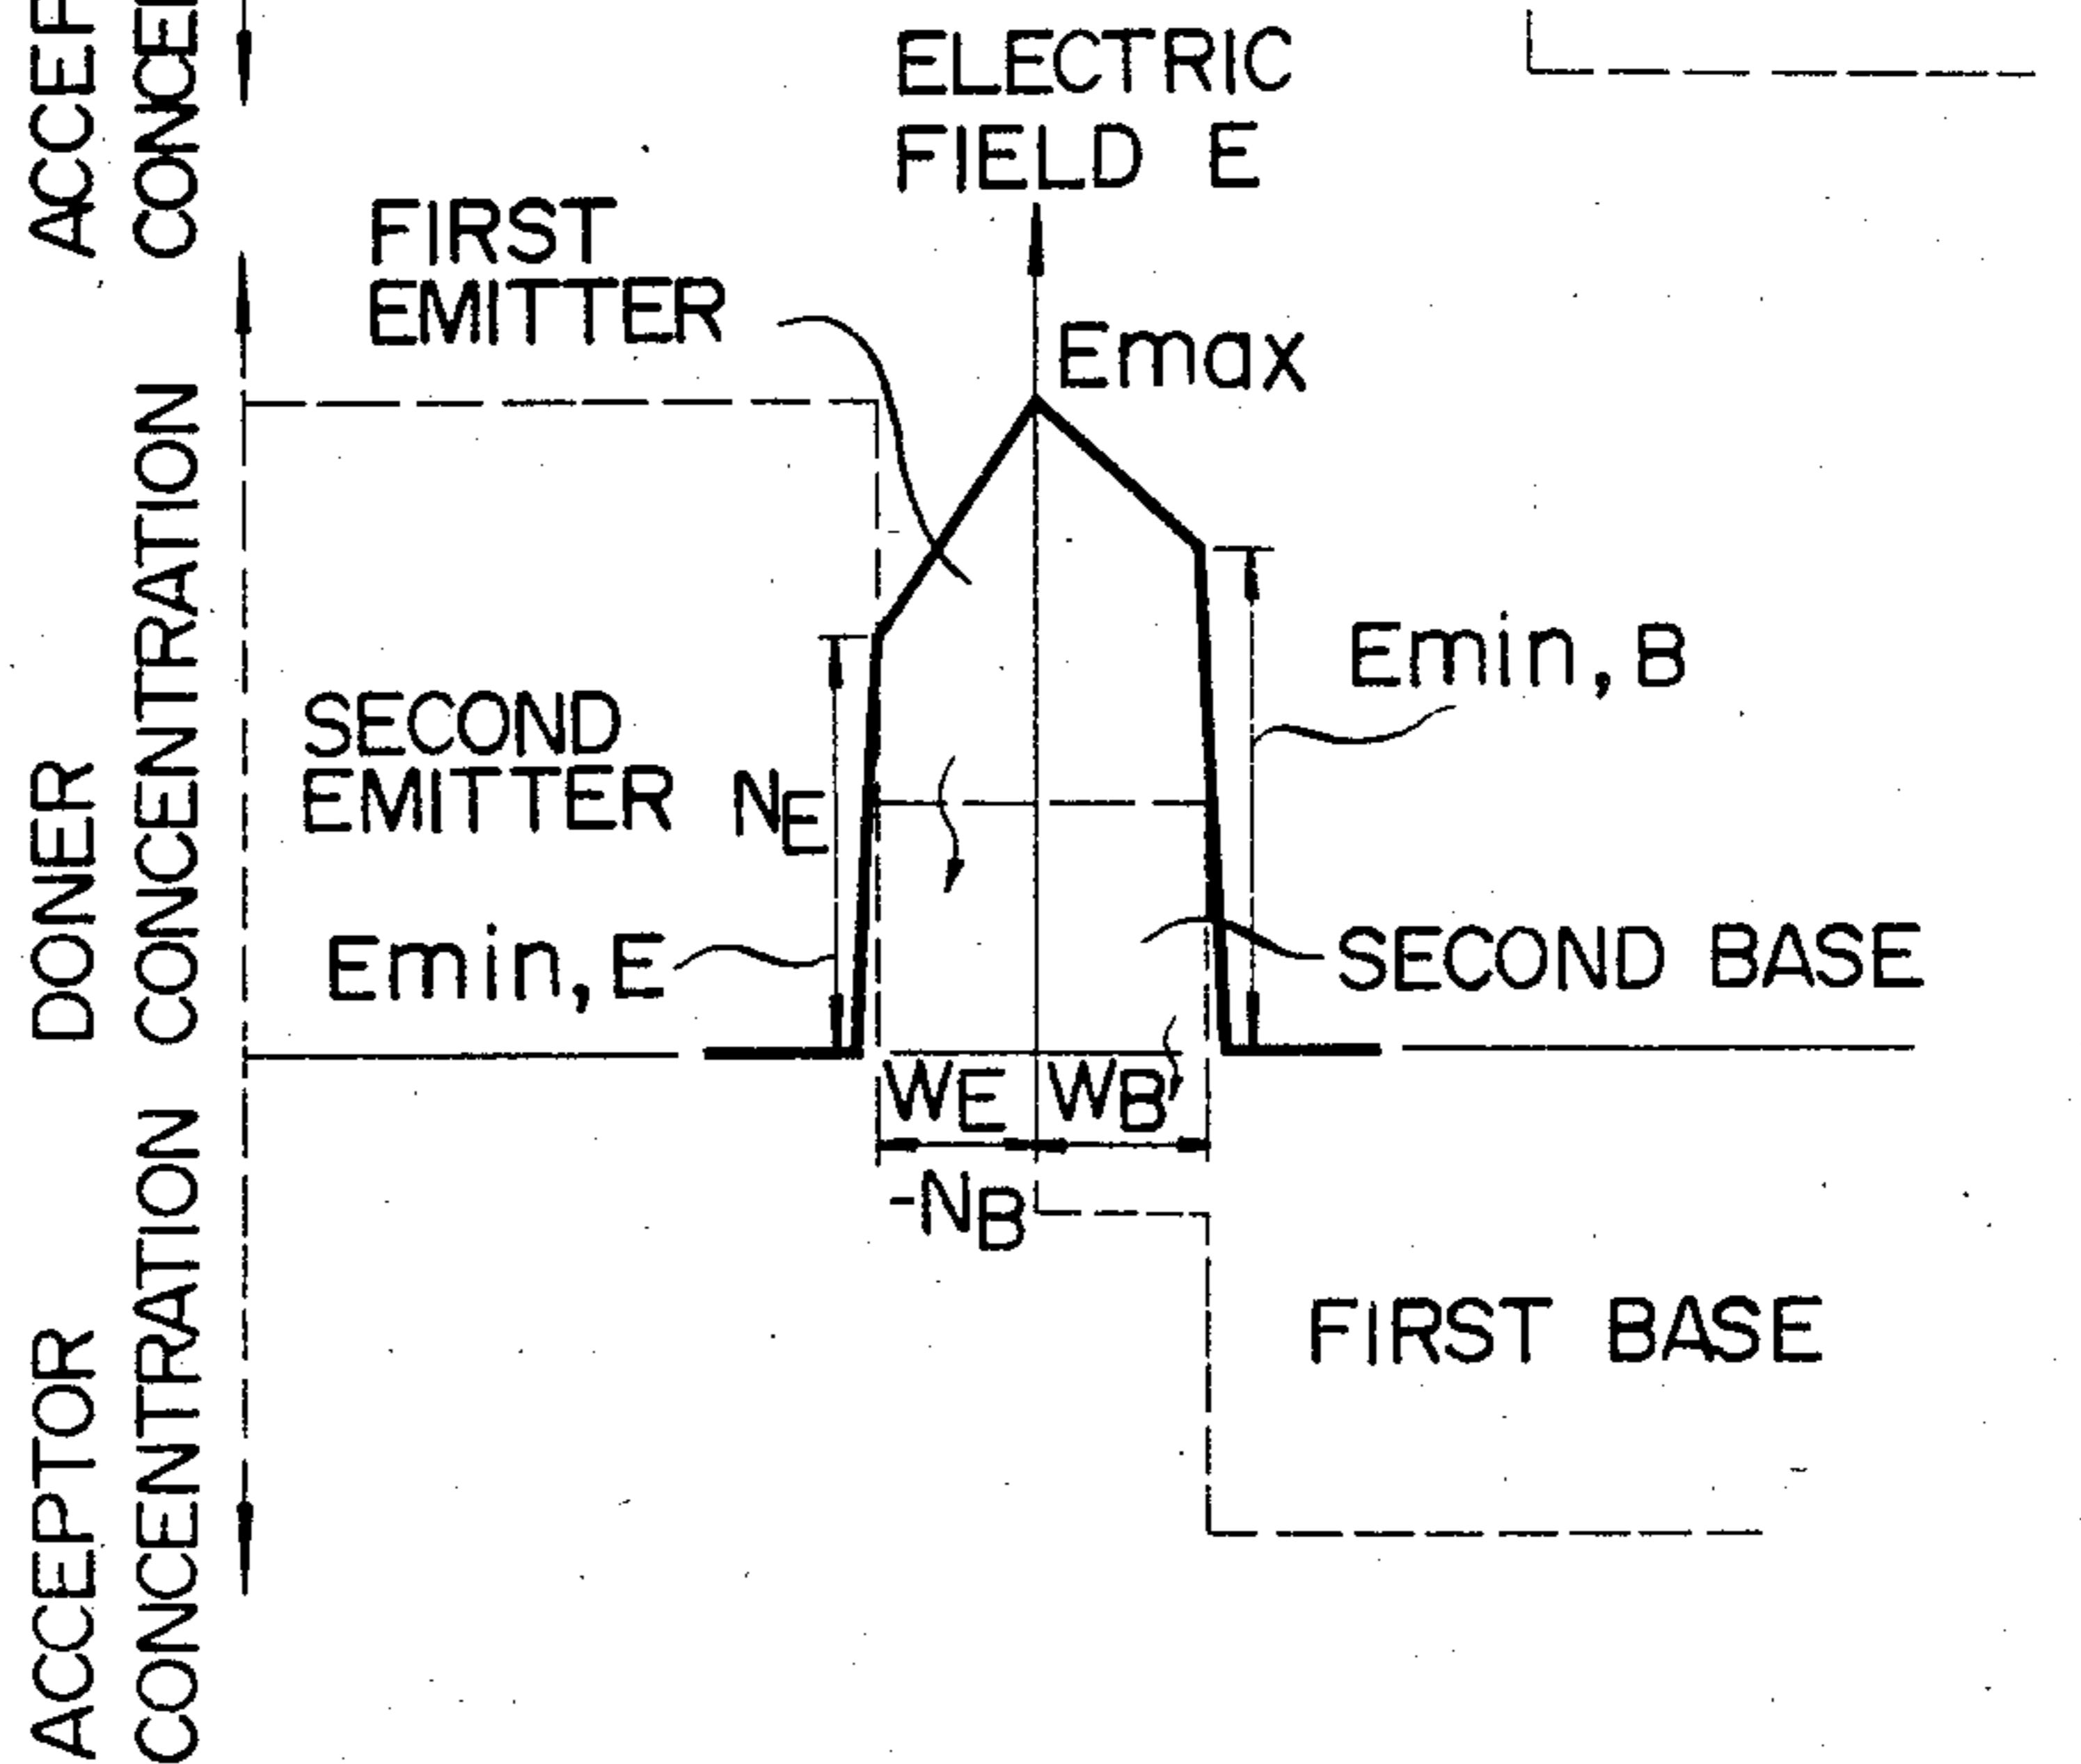 ELECTRIC
FIELD E
FIRST
EMITTER
Emax
DONER
CONCENTRATION
SECOND
EMITTER
NE
Emin, B
Emin, E
SECOND BASE
WE
WB
-NB
FIRST BASE
ACCEPTOR
CONCENTRATION